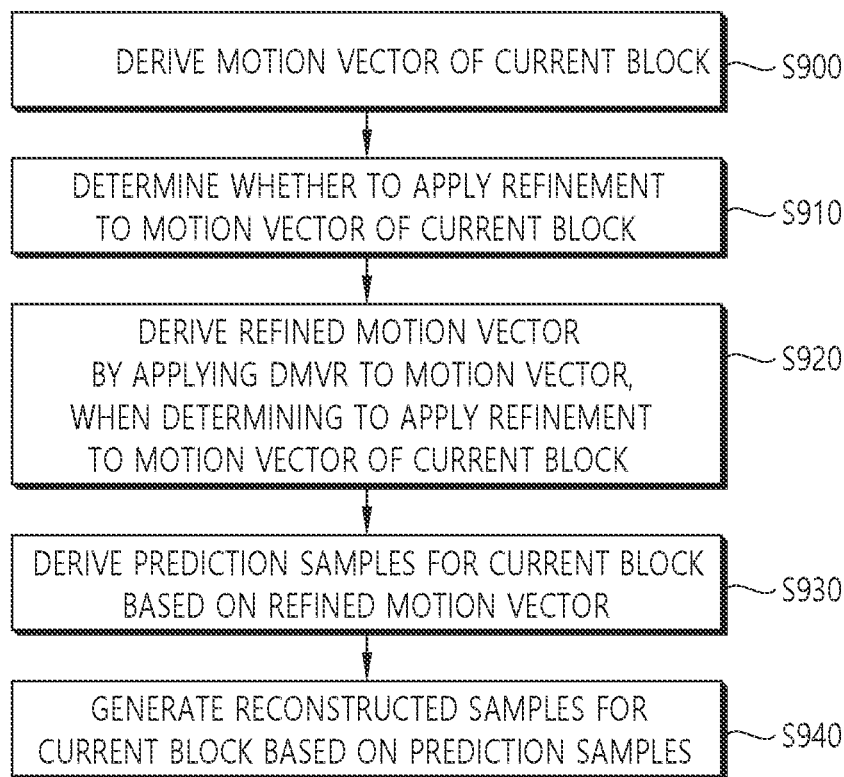 DERIVE MOTION VECTOR OF CURRENT BLOCK
S900
DETERMINE WHETHER TO APPLY REFINEMENT
TO MOTION VECTOR OF CURRENT BLOCK
S910
DERIVE REFINED MOTION VECTOR
BY APPLYING DMVR TO MOTION VECTOR,
WHEN DETERMINING TO APPLY REFINEMENT
TO MOTION VECTOR OF CURRENT BLOCK
S920
DERIVE PREDICTION SAMPLES FOR CURRENT BLOCK
BASED ON REFINED MOTION VECTOR
S930
GENERATE RECONSTRUCTED SAMPLES FOR
CURRENT BLOCK BASED ON PREDICTION SAMPLES
S940